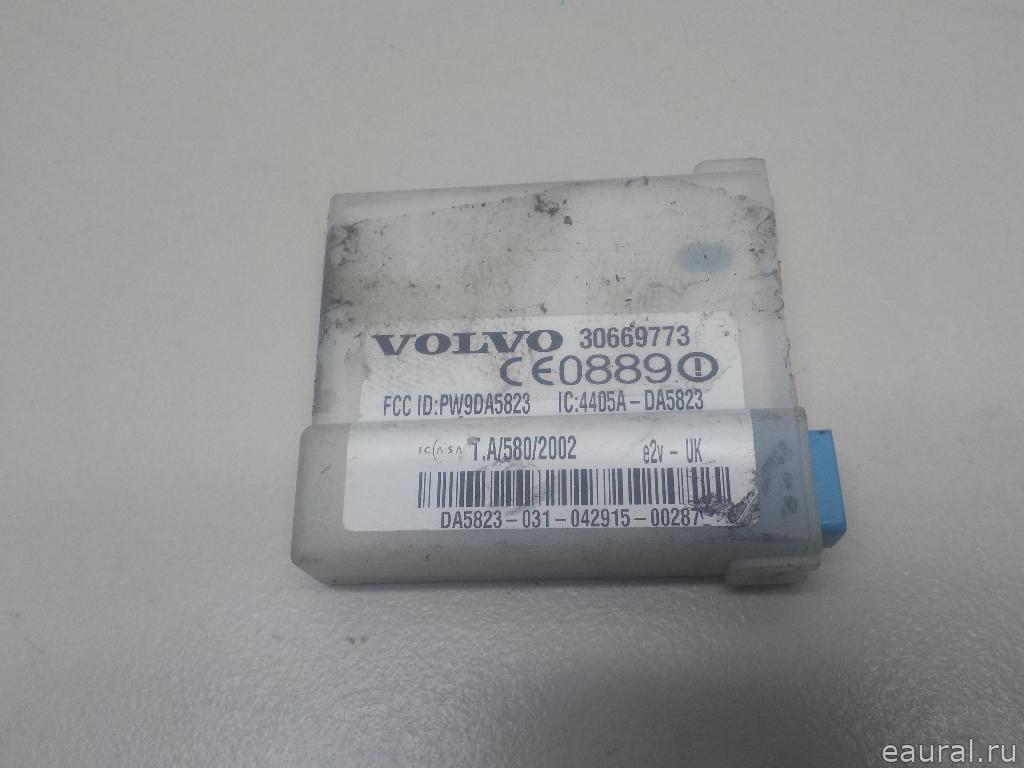 VOLVO 30669773
CE0889
FCC ID:PW9DA5823 IC:4405A-DA5823
ICASA T.A/580/2002 e2v - UK
DA5823-031-042915-00287
eaural.ru